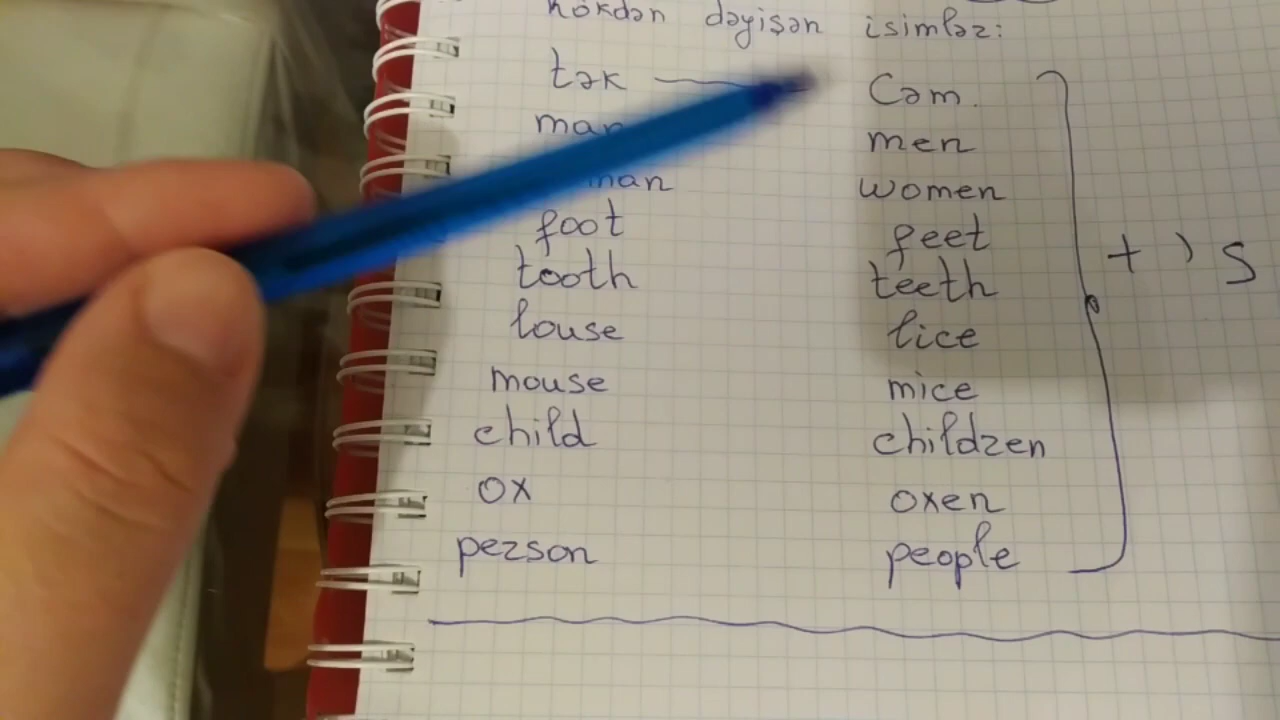 kökdən dəyişən isimlər:
tək — Cəm.
man men
women
foot feet
tooth teeth
louse lice
mouse mice
child children
ox oxen
person people
+ 's